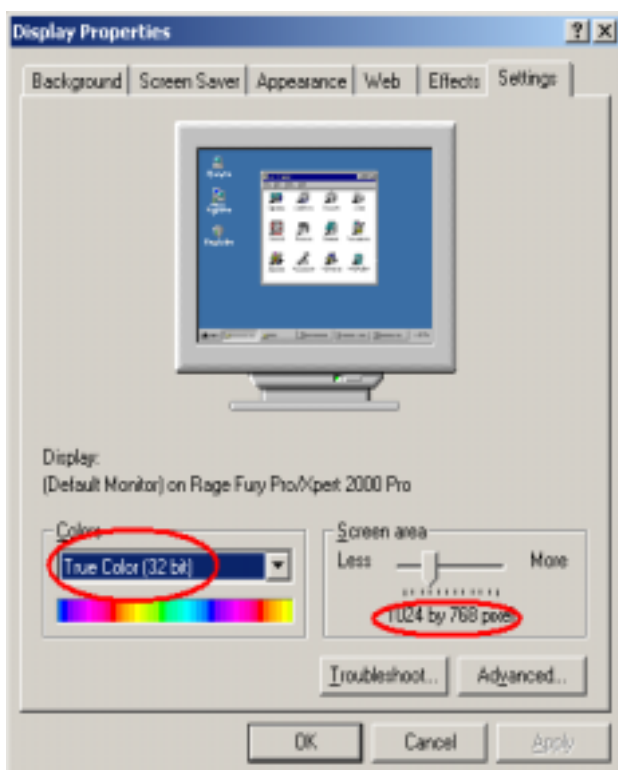 Display Properties
Background Screen Saver Appearance Web Effects Settings
Display:
(Default Monitor) on Rage Fury Pro/Xpert 2000 Pro
Colors
True Color (32 bit)
Screen area
Less More
1024 by 768 pixels
Troubleshoot... Advanced...
OK Cancel Apply